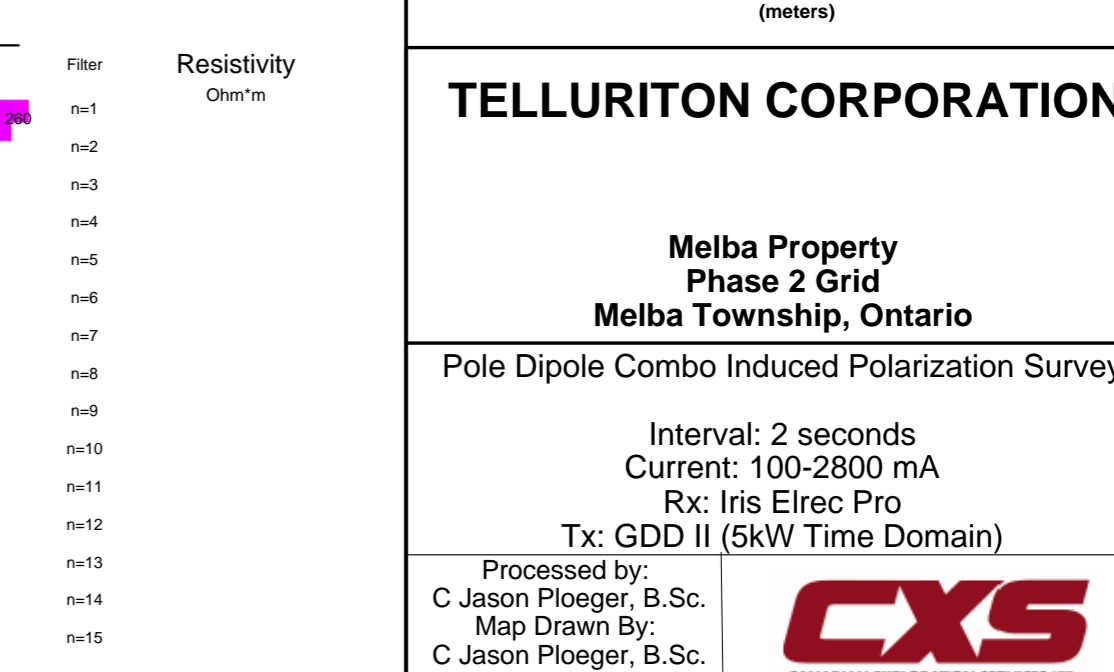 (meters)
Filter
Resistivity
Ohm*m
260
n=1
n=2
n=3
n=4
n=5
n=6
n=7
n=8
n=9
n=10
n=11
n=12
n=13
n=14
n=15
TELLURITON CORPORATION
Melba Property
Phase 2 Grid
Melba Township, Ontario
Pole Dipole Combo Induced Polarization Survey
Interval: 2 seconds
Current: 100-2800 mA
Rx: Iris Elrec Pro
Tx: GDD II (5kW Time Domain)
Processed by:
C Jason Ploeger, B.Sc.
Map Drawn By:
C Jason Ploeger, B.Sc.
CXS